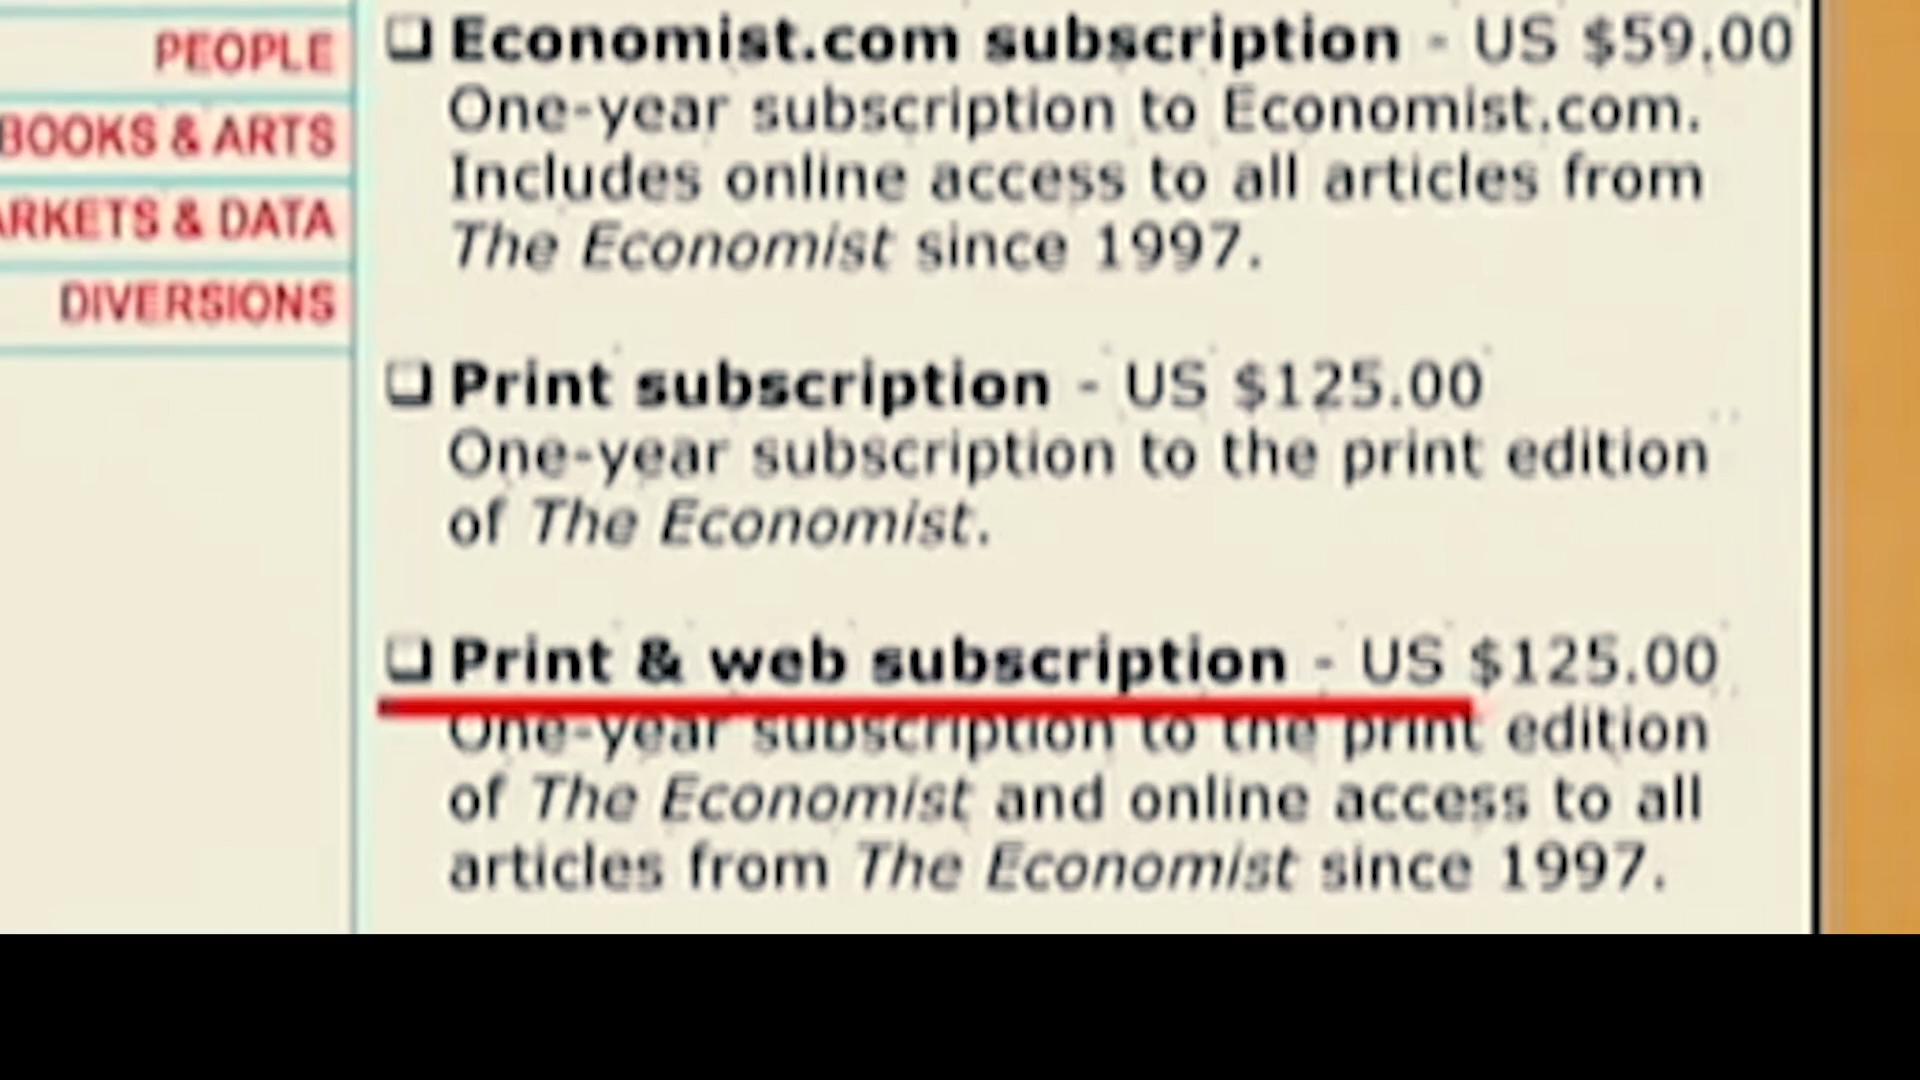 PEOPLE
BOOKS & ARTS
ARKETS & DATA
DIVERSIONS
❏ Economist.com subscription - US $59.00
One-year subscription to Economist.com.
Includes online access to all articles from
The Economist since 1997.
❏ Print subscription - US $125.00
One-year subscription to the print edition
of The Economist.
❏ Print & web subscription - US $125.00
One-year subscription to the print edition
of The Economist and online access to all
articles from The Economist since 1997.